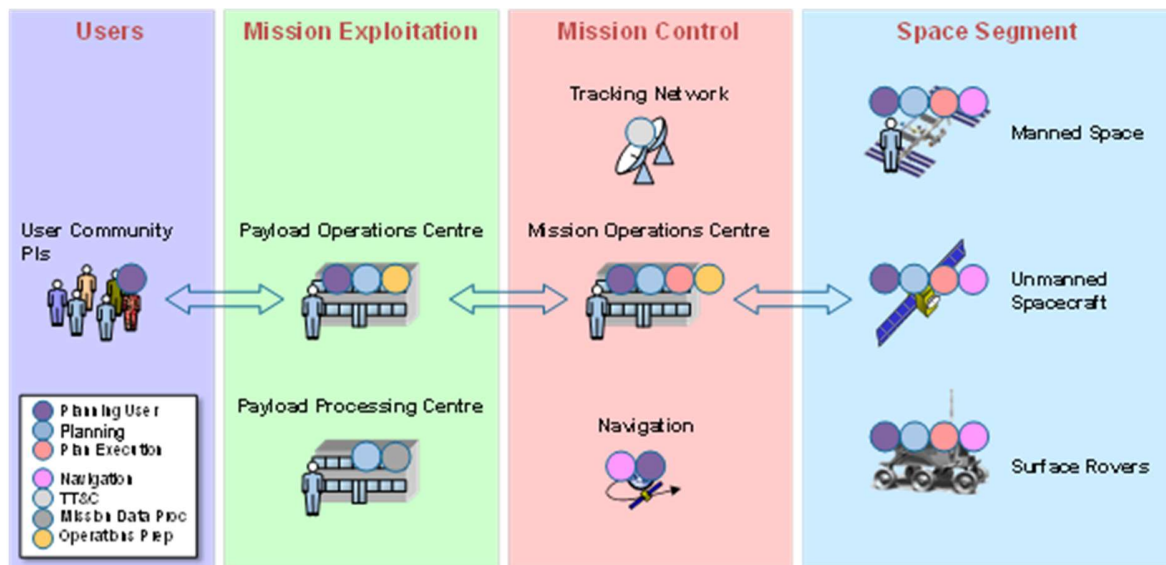 Users
Mission Exploitation
Mission Control
Space Segment
Tracking Network
Manned Space
User Community
PIs
Payload Operations Centre
Mission Operations Centre
Unmanned
Spacecraft
Payload Processing Centre
Navigation
Surface Rovers
Planning User
Planning
Plan Execution
Navigation
TT&C
Mission Data Proc
Operations Prep